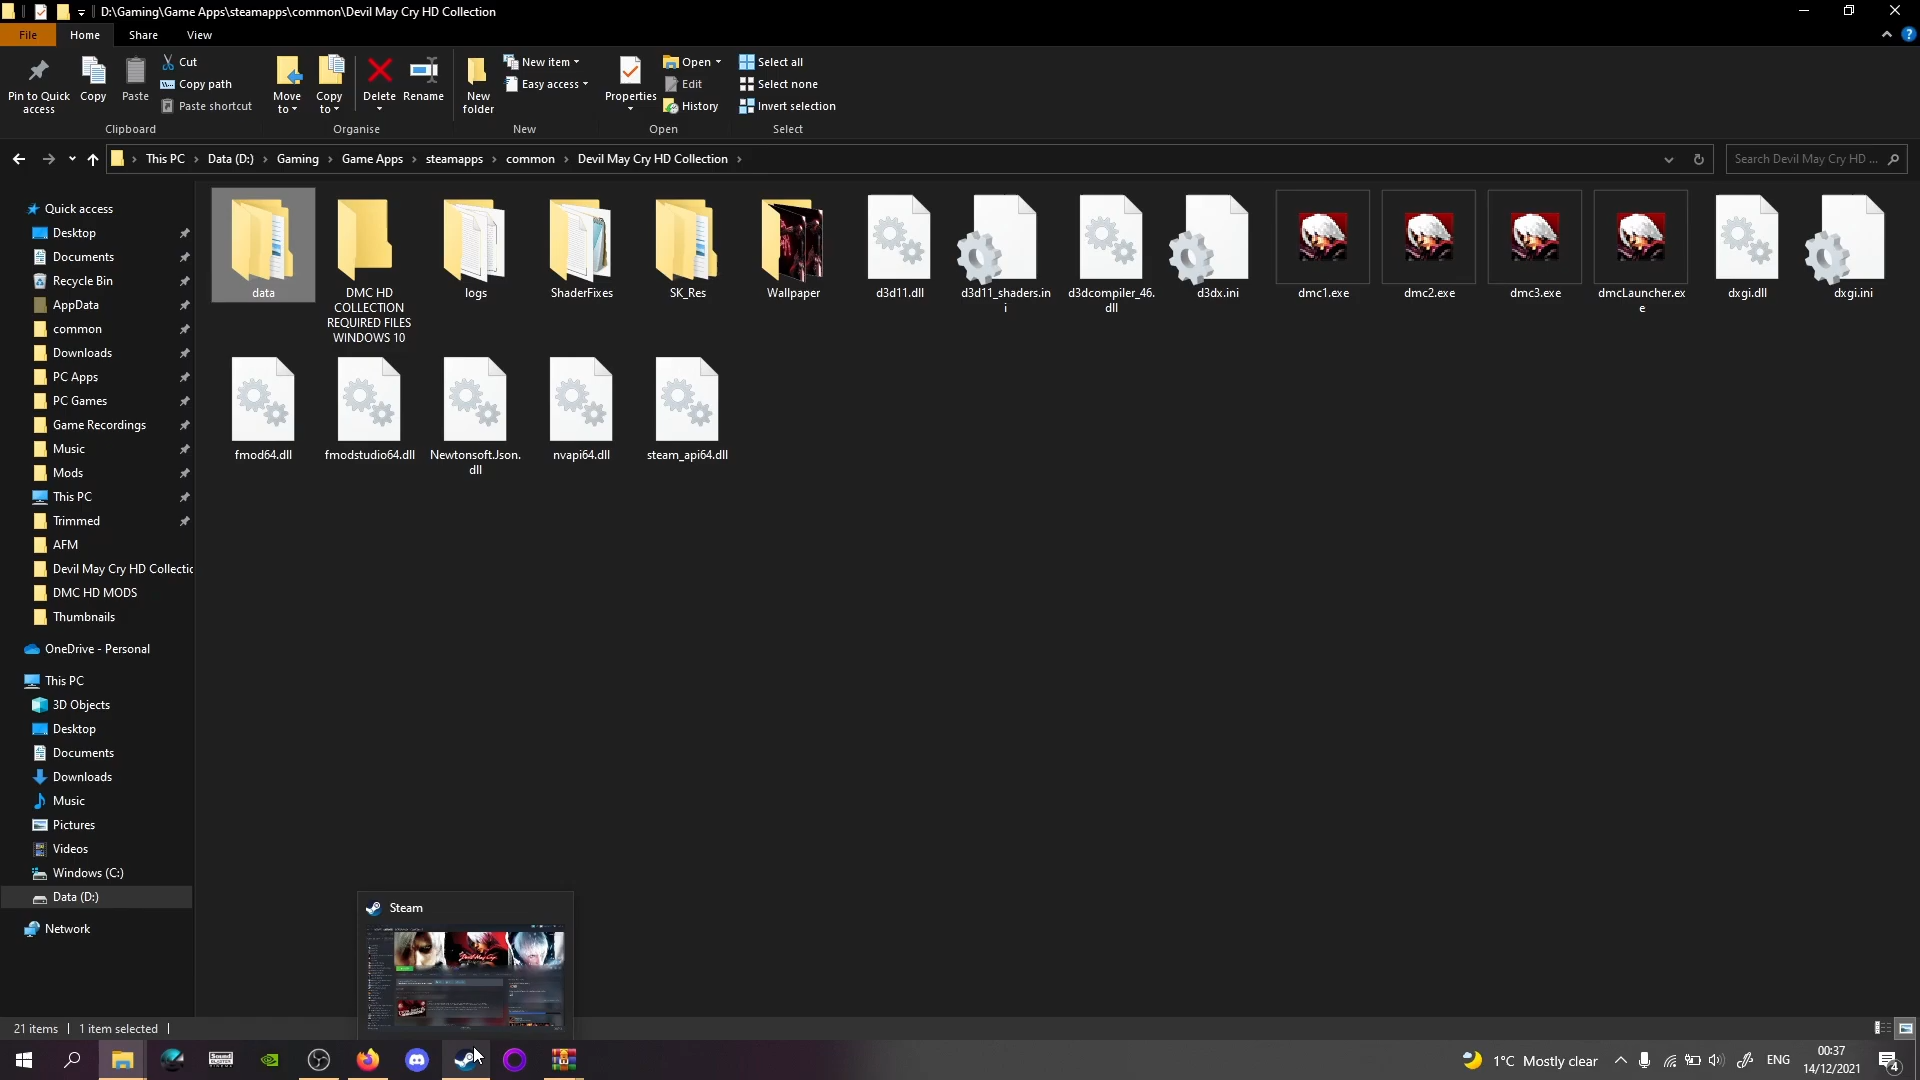 D:\Gaming\Game Apps\steamapps\common\Devil May Cry HD Collection
File
Home
Share
View
Pin to Quick
access
Copy
Paste
Cut
Copy path
Paste shortcut
Clipboard
Move
to
Copy
to
Delete
Rename
Organise
New
folder
New item
Easy access
New
Properties
Open
Edit
History
Open
Select all
Select none
Invert selection
Select
This PC
Data (D:)
Gaming
Game Apps
steamapps
common
Devil May Cry HD Collection
Search Devil May Cry HD ...
Quick access
Desktop
Documents
Recycle Bin
AppData
common
Downloads
PC Apps
PC Games
Game Recordings
Music
Mods
This PC
Trimmed
AFM
Devil May Cry HD Collectic
DMC HD MODS
Thumbnails
OneDrive - Personal
This PC
3D Objects
Desktop
Documents
Downloads
Music
Pictures
Videos
Windows (C:)
Data (D:)
Network
data
DMC HD
COLLECTION
REQUIRED FILES
WINDOWS 10
logs
ShaderFixes
SK_Res
Wallpaper
d3d11.dll
d3d11_shaders.in
i
d3dcompiler_46.
dll
d3dx.ini
dmc1.exe
dmc2.exe
dmc3.exe
dmcLauncher.ex
e
dxgi.dll
dxgi.ini
fmod64.dll
fmodstudio64.dll
Newtonsoft.Json.
dll
nvapi64.dll
steam_api64.dll
Steam
Devil May Cry
21 items
1 item selected
1°C Mostly clear
ENG
00:37
14/12/2021
4